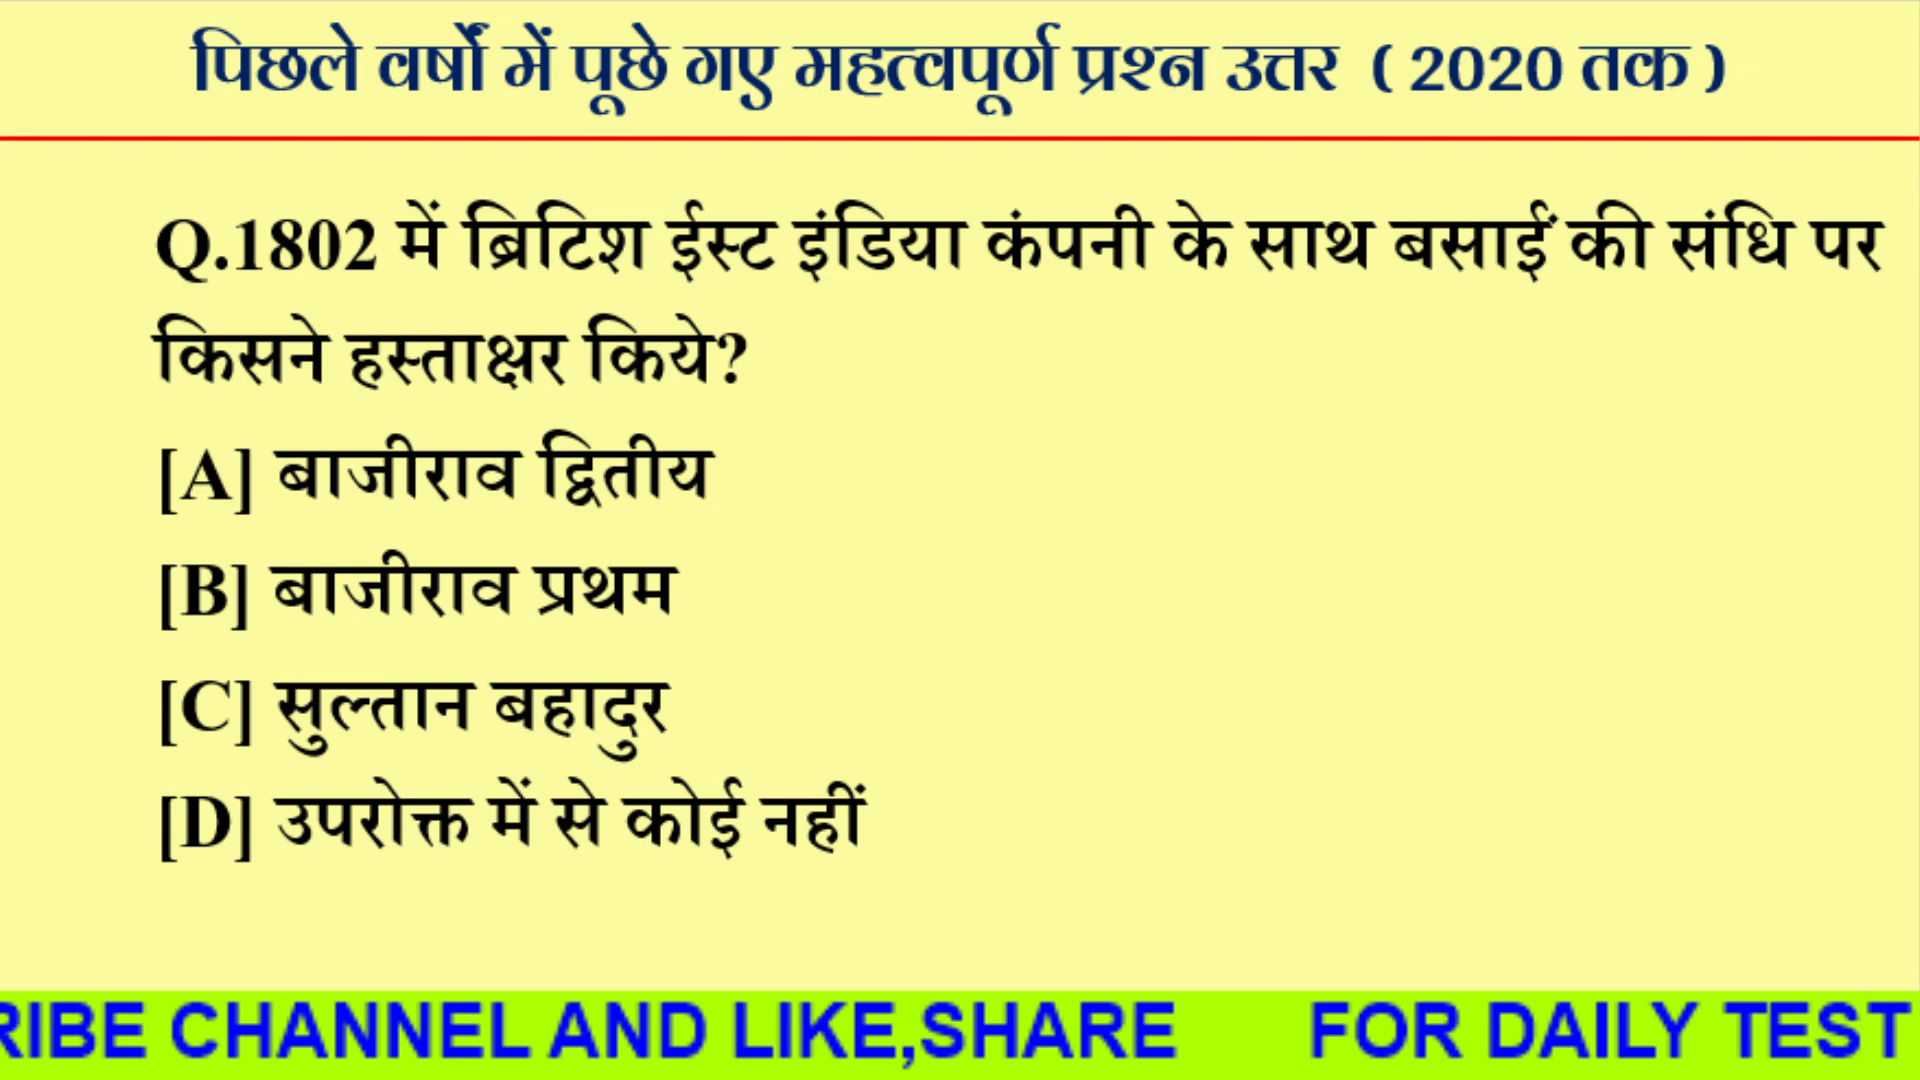 पिछले वर्षों में पूछे गए महत्वपूर्ण प्रश्न उत्तर ( 2020 तक )
Q.1802 में ब्रिटिश ईस्ट इंडिया कंपनी के साथ बसाईं की संधि पर
किसने हस्ताक्षर किये?
[A] बाजीराव द्वितीय
[B] बाजीराव प्रथम
[C] सुल्तान बहादुर
[D] उपरोक्त में से कोई नहीं
RIBE CHANNEL AND LIKE,SHARE FOR DAILY TEST